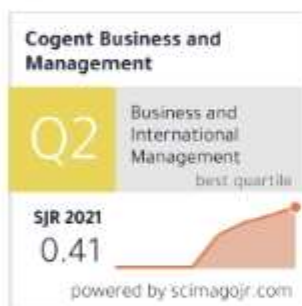 Cogent Business and
Management
Q2
Business and
International
Management
best quartile
SJR 2021
0.41
powered by scimagojr.com